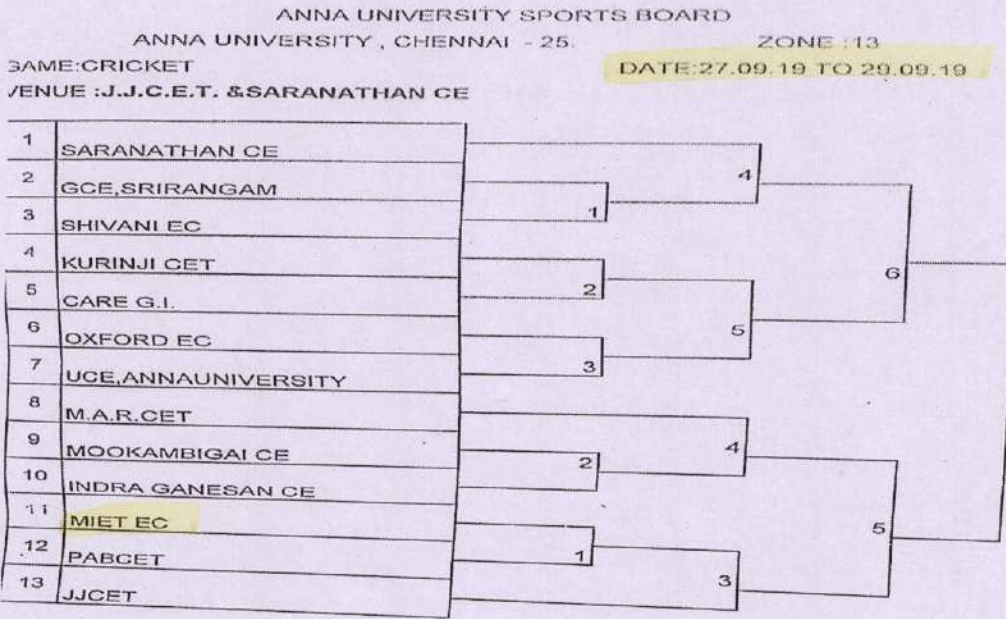 ANNA UNIVERSITY SPORTS BOARD
ANNA UNIVERSITY , CHENNAI - 25. ZONE :13
GAME:CRICKET DATE:27.09.19 TO 29.09.19
VENUE :J.J.C.E.T. &SARANATHAN CE
1 SARANATHAN CE
4
2 GCE,SRIRANGAM
1
3 SHIVANI EC
4 KURINJI CET
6
2
5 CARE G.I.
5
6 OXFORD EC
3
7 UCE,ANNAUNIVERSITY
8 M.A.R.CET
4
9 MOOKAMBIGAI CE
2
10 INDRA GANESAN CE
11 MIET EC
5
1
12 PABCET
3
13 JJCET